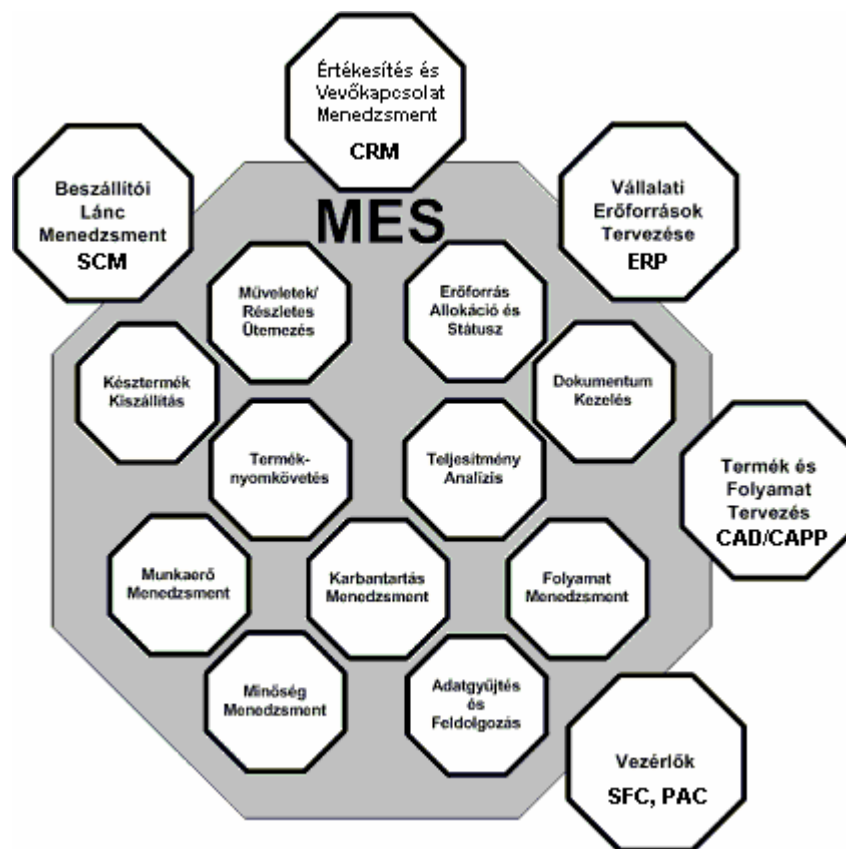 Értékesítés és
Vevőkapcsolat
Menedzsment
CRM
Beszállítói
Lánc
Menedzsment
SCM
Vállalati
Erőforrások
Tervezése
ERP
MES
Műveletek/
Részletes
Ütemezés
Erőforrás
Allokáció és
Státusz
Késztermék
Kiszállítás
Dokumentum
Kezelés
Termék-
nyomkövetés
Teljesítmény
Analízis
Termék és
Folyamat
Tervezés
CAD/CAPP
Munkaerő
Menedzsment
Karbantartás
Menedzsment
Folyamat
Menedzsment
Minőség
Menedzsment
Adatgyűjtés
és
Feldolgozás
Vezérlők
SFC, PAC